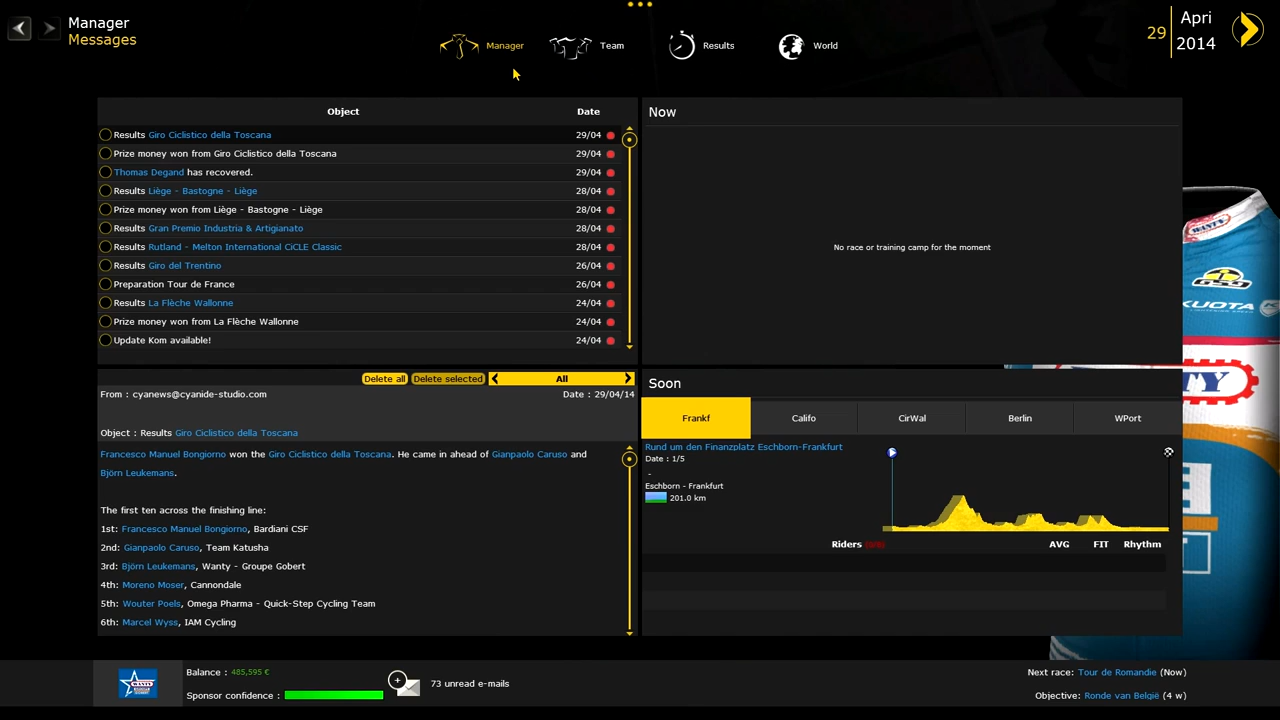 Manager
Messages
Manager
Team
Results
World
29
Apri
2014
Object
Date
Results Giro Ciclistico della Toscana 29/04
Prize money won from Giro Ciclistico della Toscana 29/04
Thomas Degand has recovered. 29/04
Results Liège - Bastogne - Liège 28/04
Prize money won from Liège - Bastogne - Liège 28/04
Results Gran Premio Industria & Artigianato 28/04
Results Rutland - Melton International CiCLE Classic 28/04
Results Giro del Trentino 26/04
Preparation Tour de France 26/04
Results La Flèche Wallonne 24/04
Prize money won from La Flèche Wallonne 24/04
Update Kom available! 24/04
Now
No race or training camp for the moment
WANTY
KUOTA
Delete all
Delete selected
All
From : cyanews@cyanide-studio.com
Date : 29/04/14
Object : Results Giro Ciclistico della Toscana
Francesco Manuel Bongiorno won the Giro Ciclistico della Toscana. He came in ahead of Gianpaolo Caruso and
Björn Leukemans.
The first ten across the finishing line:
1st: Francesco Manuel Bongiorno, Bardiani CSF
2nd: Gianpaolo Caruso, Team Katusha
3rd: Björn Leukemans, Wanty - Groupe Gobert
4th: Moreno Moser, Cannondale
5th: Wouter Poels, Omega Pharma - Quick-Step Cycling Team
6th: Marcel Wyss, IAM Cycling
Soon
Frankf
Califo
CirWal
Berlin
WPort
Rund um den Finanzplatz Eschborn-Frankfurt
Date : 1/5
-
Eschborn - Frankfurt
201.0 km
Riders
AVG
FIT
Rhythm
Balance : 485,595 €
Sponsor confidence :
73 unread e-mails
Next race: Tour de Romandie (Now)
Objective: Ronde van België (4 w)